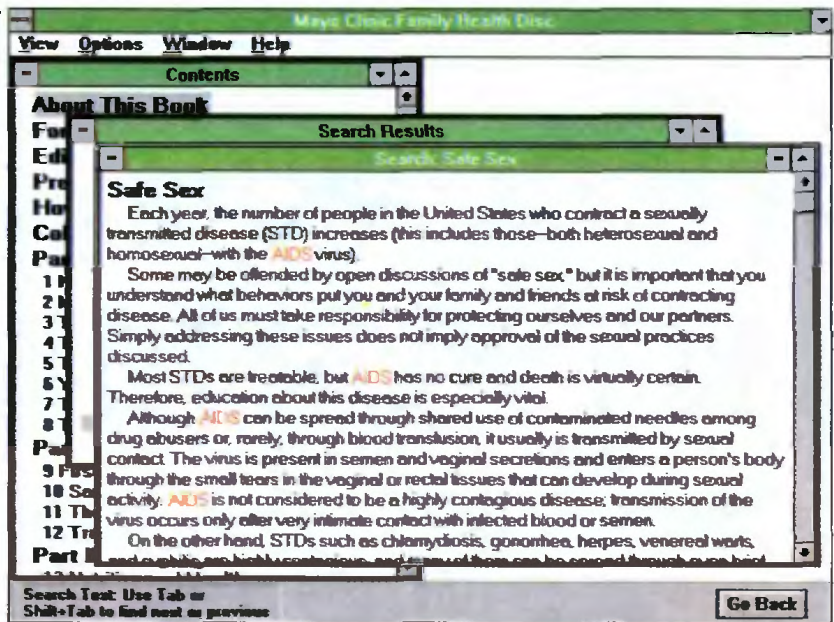 Mayo Clinic Family Health Disc
View Options Window Help
Contents
About This Book
Search Results
Search: Safe Sex
Safe Sex
Each year, the number of people in the United States who contract a sexually
transmitted disease (STD) increases (this includes those—both heterosexual and
homosexual—with the AIDS virus).
Some may be offended by open discussions of "safe sex," but it is important that you
understand what behaviors put you and your family and friends at risk of contracting
disease. All of us must take responsibility for protecting ourselves and our partners.
Simply addressing these issues does not imply approval of the sexual practices
discussed.
Most STDs are treatable, but AIDS has no cure and death is virtually certain.
Therefore, education about this disease is especially vital.
Although AIDS can be spread through shared use of contaminated needles among
drug abusers or, rarely, through blood transfusion, it usually is transmitted by sexual
contact. The virus is present in semen and vaginal secretions and enters a person's body
through the small tears in the vaginal or rectal tissues that can develop during sexual
activity. AIDS is not considered to be a highly contagious disease; transmission of the
virus occurs only after very intimate contact with infected blood or semen.
On the other hand, STDs such as chlamydiosis, gonorrhea, herpes, venereal warts,
Search Text: Use Tab or
Shift+Tab to find next or previous
Go Back